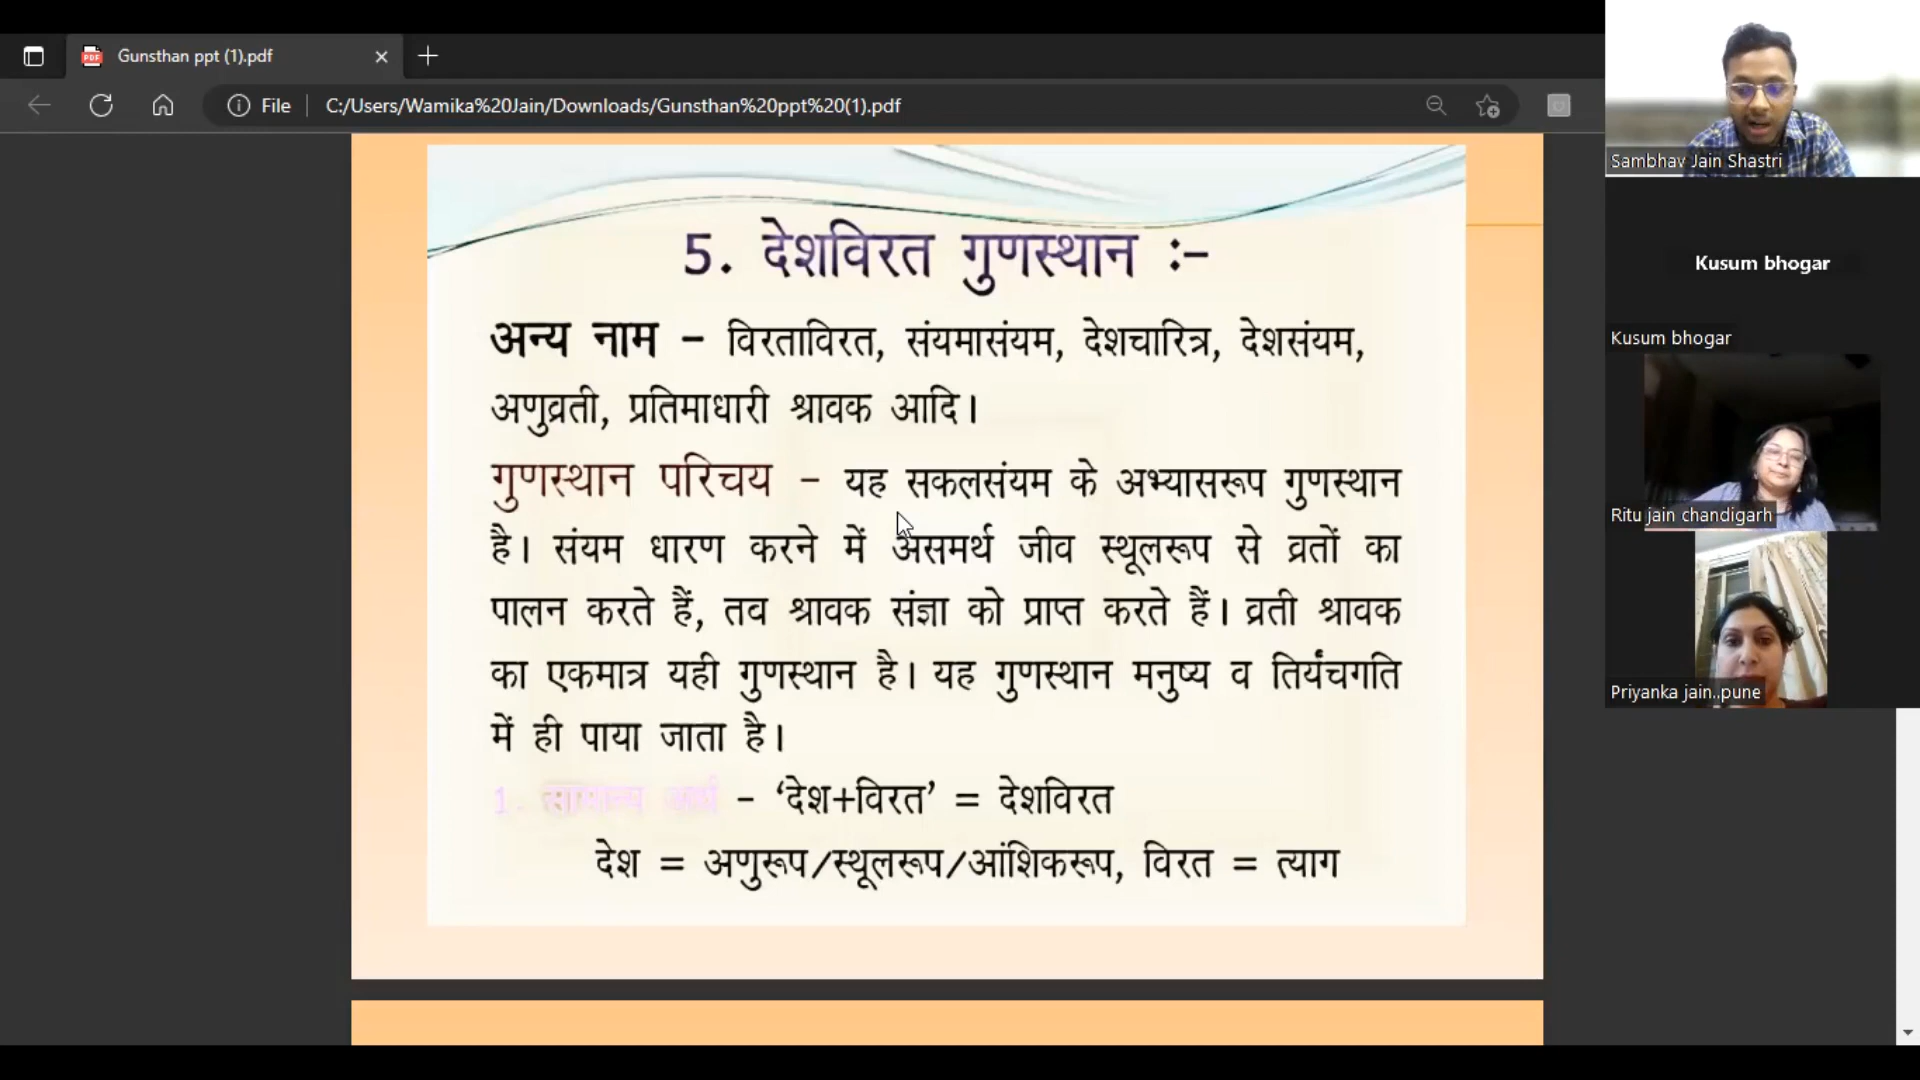 Gunsthan ppt (1).pdf
File
C:/Users/Wamika%20Jain/Downloads/Gunsthan%20ppt%20(1).pdf
5. देशविरत गुणस्थान :–
अन्य नाम – विरताविरत, संयमासंयम, देशचारित्र, देशसंयम,
अणुव्रती, प्रतिमाधारी श्रावक आदि।
गुणस्थान परिचय – यह सकलसंयम के अभ्यासरूप गुणस्थान
है। संयम धारण करने में असमर्थ जीव स्थूलरूप से व्रतों का
पालन करते हैं, तव श्रावक संज्ञा को प्राप्त करते हैं। व्रती श्रावक
का एकमात्र यही गुणस्थान है। यह गुणस्थान मनुष्य व तिर्यंचगति
में ही पाया जाता है।
1. सामान्य अर्थ – ‘देश+विरत’ = देशविरत
देश = अणुरूप/स्थूलरूप/आंशिकरूप, विरत = त्याग
Sambhav Jain Shastri
Kusum bhogar
Kusum bhogar
Ritu jain chandigarh
Priyanka jain..pune